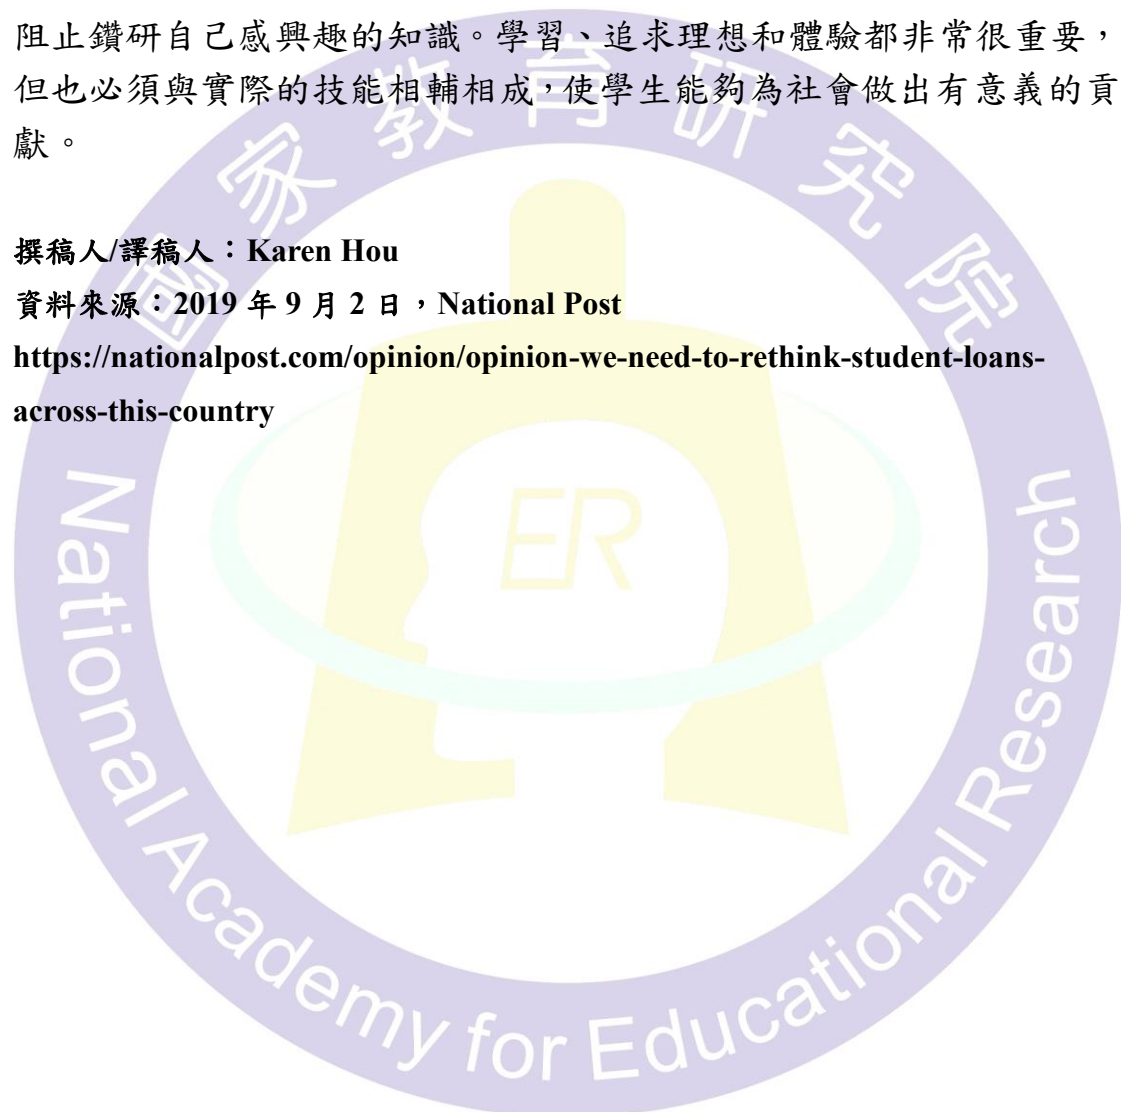 阻止鑽研自己感興趣的知識。學習、追求理想和體驗都非常很重要，
但也必須與實際的技能相輔相成，使學生能夠為社會做出有意義的貢
獻。
撰稿人/譯稿人：Karen Hou
資料來源：2019 年 9 月 2 日，National Post
https://nationalpost.com/opinion/opinion-we-need-to-rethink-student-loans-
across-this-country
國家教育研究院
ER
National Academy for Educational Research